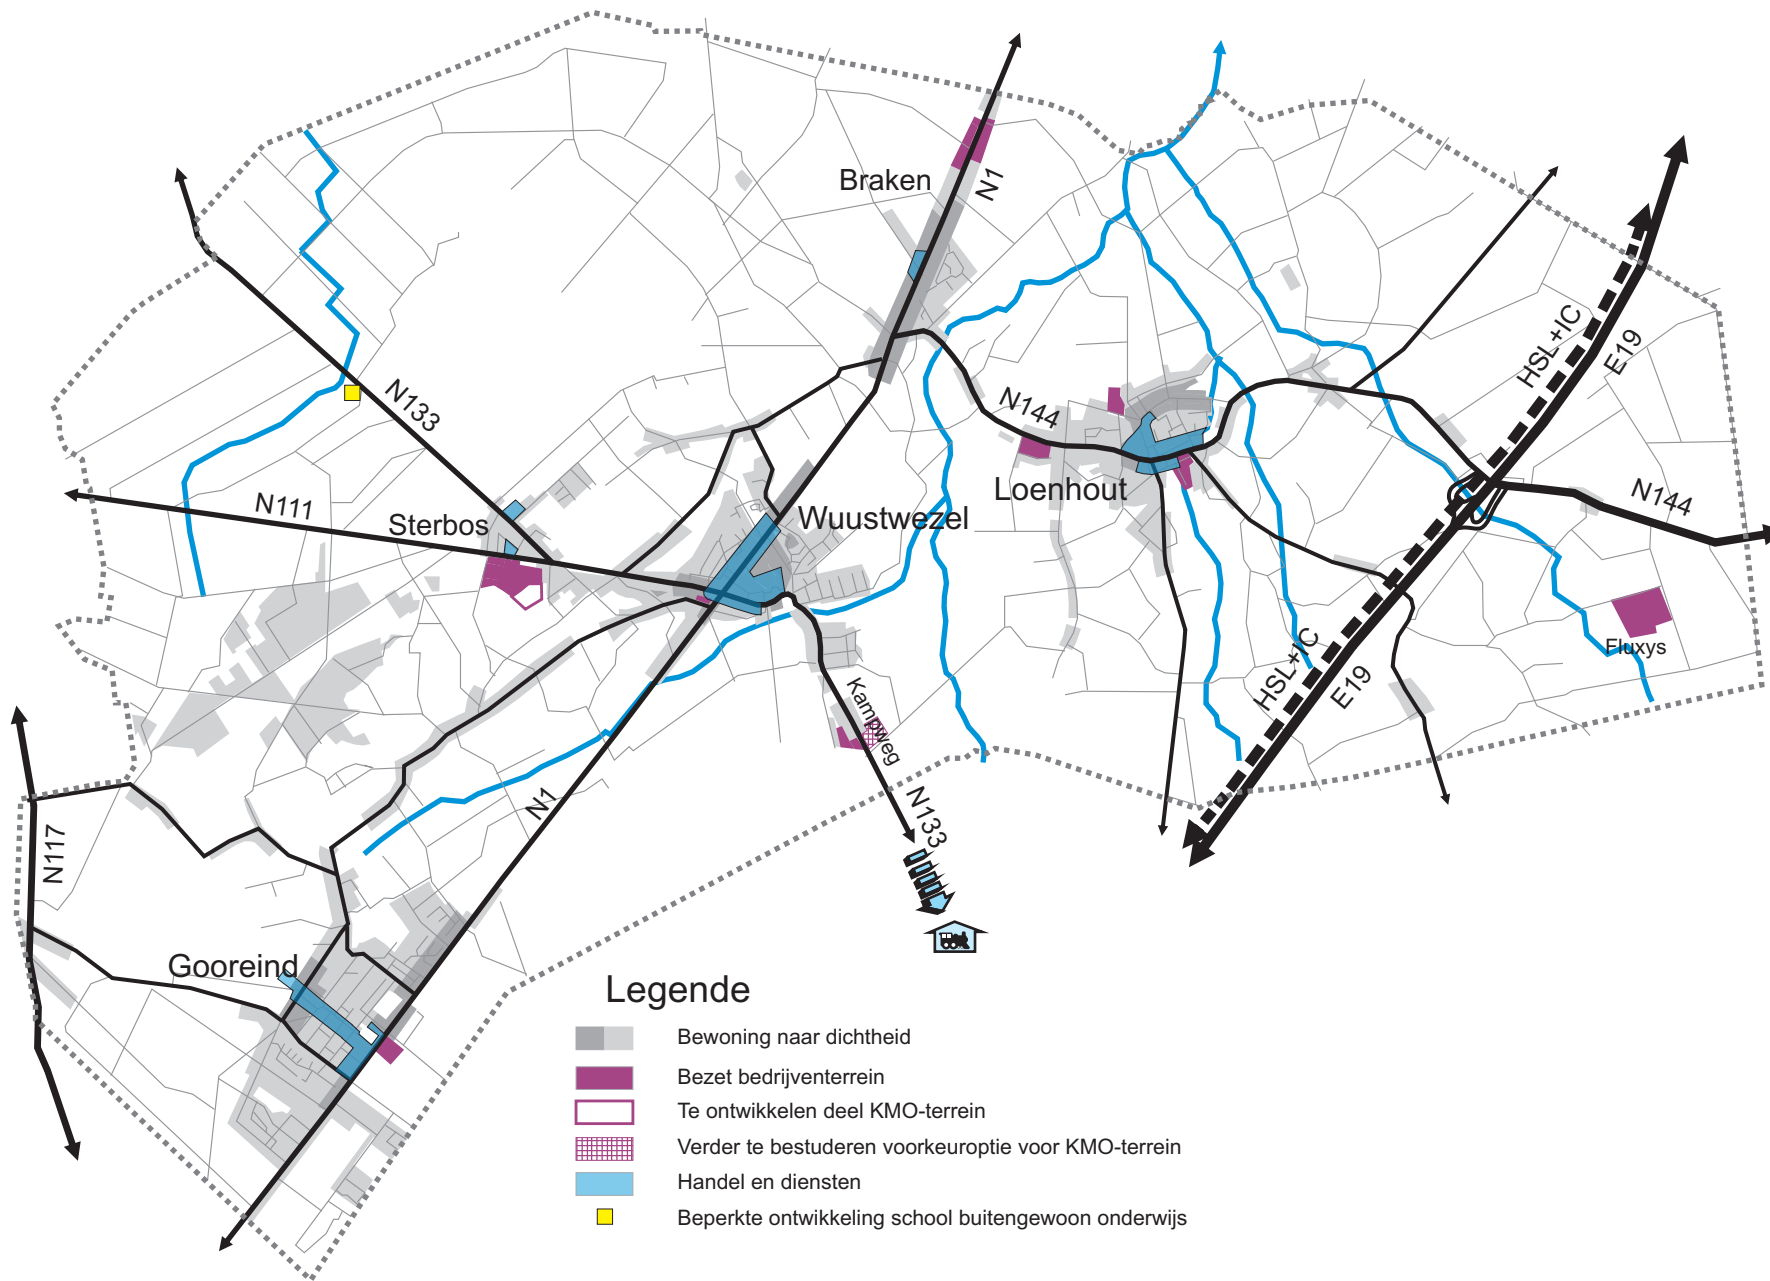 Braken
N1
HSL+IC
E19
N133
N144
N111
Sterbos
Wuustwezel
Loenhout
N144
Fluxys
HSL+IC
E19
Kampweg
N1
N133
N117
Gooreind
Legende
Bewoning naar dichtheid
Bezet bedrijventerrein
Te ontwikkelen deel KMO-terrein
Verder te bestuderen voorkeuroptie voor KMO-terrein
Handel en diensten
Beperkte ontwikkeling school buitengewoon onderwijs